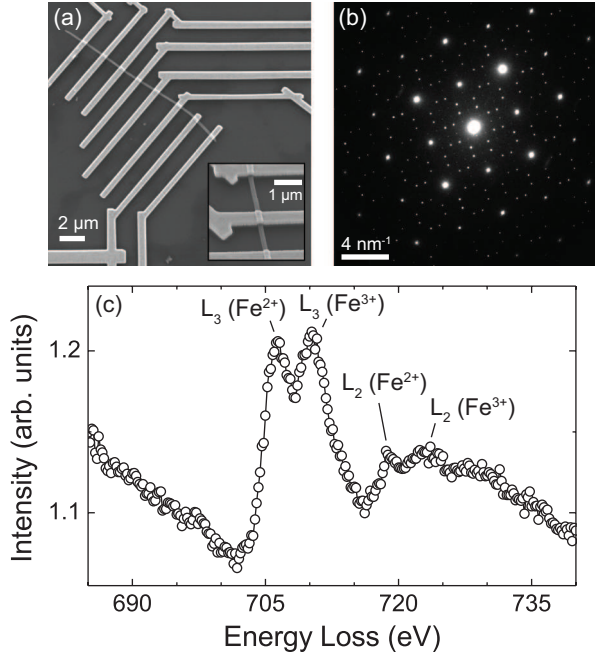 (a)
2 µm
1 µm
(b)
4 nm⁻¹
(c)
L₃ (Fe²⁺)
L₃ (Fe³⁺)
L₂ (Fe²⁺)
L₂ (Fe³⁺)
1.2
1.11
Intensity (arb. units)
690
705
720
735
Energy Loss (eV)